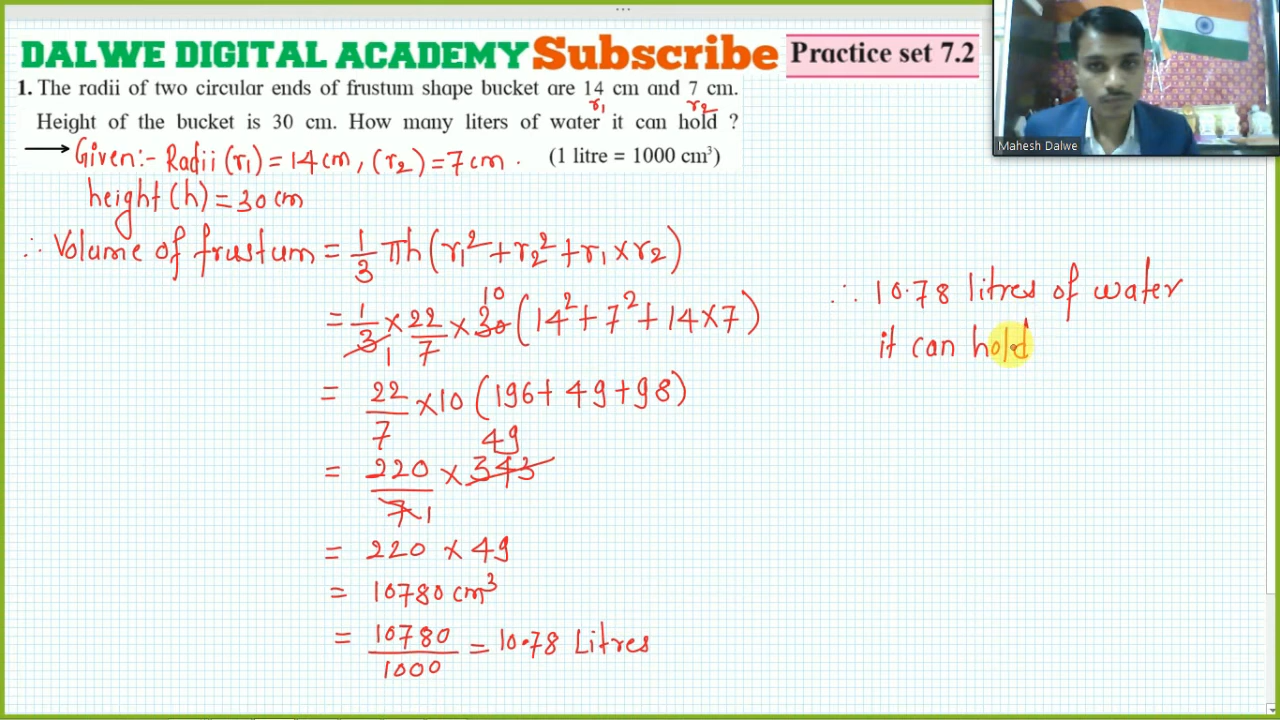 DALWE DIGITAL ACADEMY Subscribe Practice set 7.2
1. The radii of two circular ends of frustum shape bucket are 14 cm and 7 cm.
r₁ r₂
Height of the bucket is 30 cm. How many liters of water it can hold ?
(1 litre = 1000 cm³)
→ Given:- Radii (r₁) = 14 cm, (r₂) = 7 cm.
height (h) = 30 cm
∴ Volume of frustum = 1/3 πh (r₁² + r₂² + r₁ × r₂)
= 1/3 × 22/7 × 30 (14² + 7² + 14 × 7)
10
1
= 22/7 × 10 (196 + 49 + 98)
49
= 220/7 × 343
1
= 220 × 49
= 10780 cm³
= 10780/1000 = 10.78 Litres
∴ 10.78 litres of water
it can hold
Mahesh Dalwe